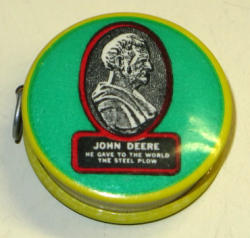 JOHN DEERE
HE GAVE TO THE WORLD
THE STEEL PLOW